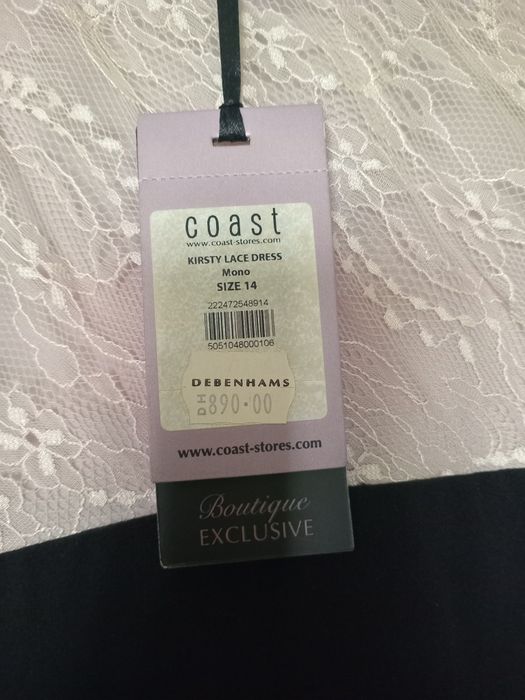 coast
www.coast-stores.com
KIRSTY LACE DRESS
Mono
SIZE 14
222472548914
5051048000106
DEBENHAMS
DH 890.00
www.coast-stores.com
Boutique
EXCLUSIVE